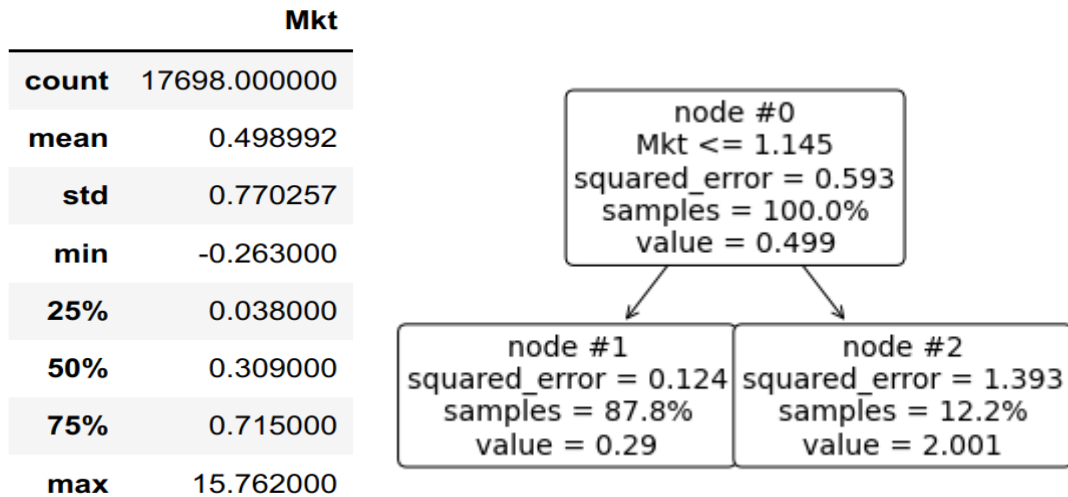 Mkt
count 17698.000000
mean 0.498992
std 0.770257
min -0.263000
25% 0.038000
50% 0.309000
75% 0.715000
max 15.762000
node #0
Mkt <= 1.145
squared_error = 0.593
samples = 100.0%
value = 0.499
node #1
squared_error = 0.124
samples = 87.8%
value = 0.29
node #2
squared_error = 1.393
samples = 12.2%
value = 2.001